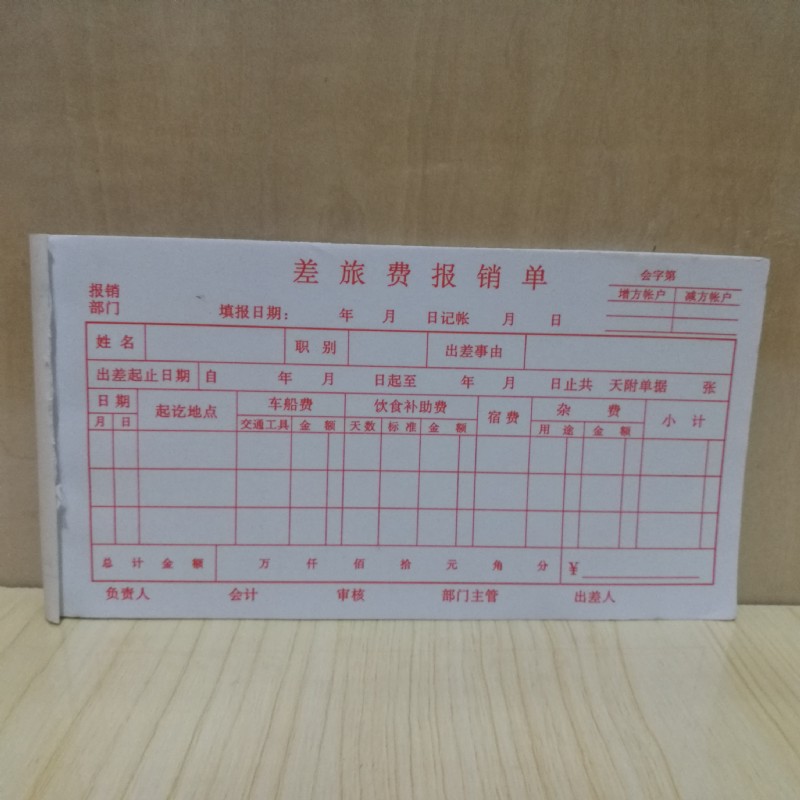 差旅费报销单
会字第
报销
部门
填报日期： 年 月 日记帐 月 日
增方帐户 减方帐户
姓名 职别 出差事由
出差起止日期 自 年 月 日起至 年 月 日止共 天附单据 张
日期 起讫地点 车船费 饮食补助费 宿费 杂费 小计
月 日 交通工具 金额 天数 标准 金额 用途 金额
总计金额 万 仟 佰 拾 元 角 分 ¥
负责人 会计 审核 部门主管 出差人